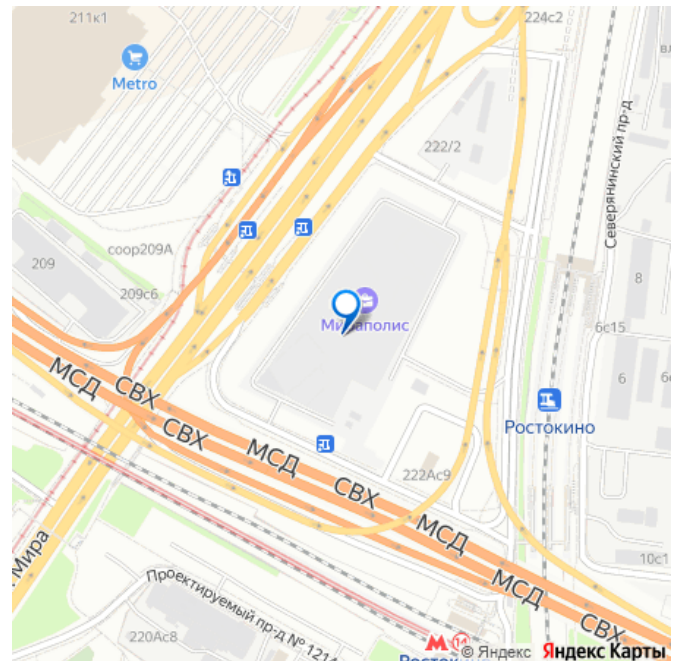 211к1
224с2
Metro
Северянинский пр-д
222/2
соор209А
209
209с6
8
Мираполис
6с15
6
МСД
СВХ
СВХ
Ростокино
МСД
СВХ
222Ас9
МСД
Мира
10с1
МСД
СВХ
Проектируемый пр-д № 1214
220Ас8
М 14
© Яндекс Яндекс Карты